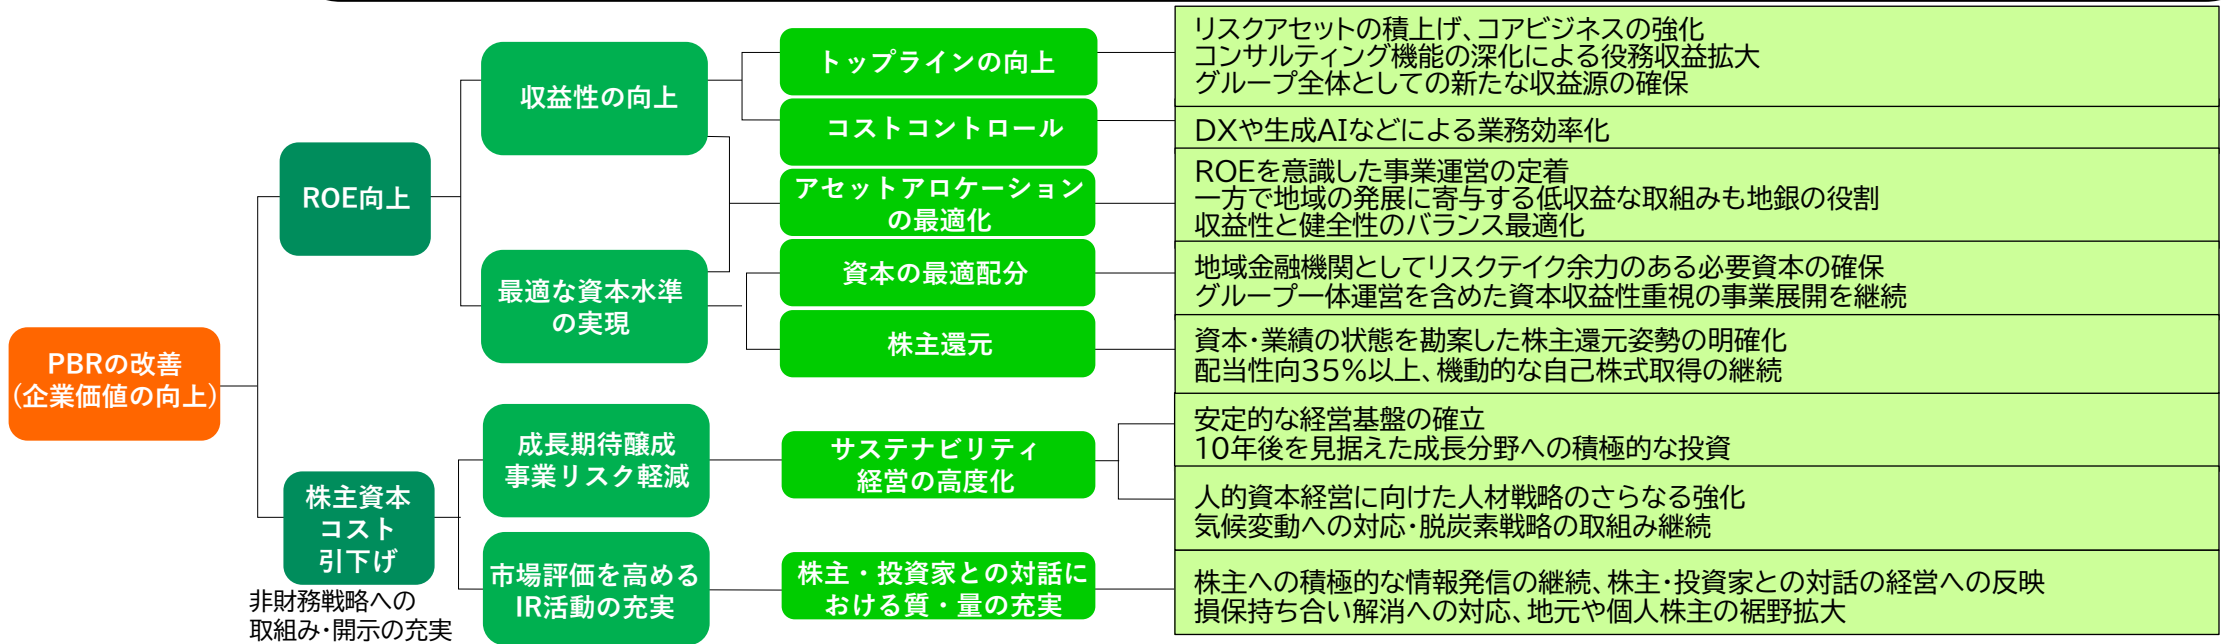 PBRの改善
(企業価値の向上)
ROE向上
株主資本
コスト
引下げ
非財務戦略への
取組み・開示の充実
収益性の向上
最適な資本水準
の実現
成長期待醸成
事業リスク軽減
市場評価を高める
IR活動の充実
トップラインの向上
コストコントロール
アセットアロケーション
の最適化
資本の最適配分
株主還元
サステナビリティ
経営の高度化
株主・投資家との対話に
おける質・量の充実
リスクアセットの積上げ、コアビジネスの強化
コンサルティング機能の深化による役務収益拡大
グループ全体としての新たな収益源の確保
DXや生成AIなどによる業務効率化
ROEを意識した事業運営の定着
一方で地域の発展に寄与する低収益な取組みも地銀の役割
収益性と健全性のバランス最適化
地域金融機関としてリスクテイク余力のある必要資本の確保
グループ一体運営を含めた資本収益性重視の事業展開を継続
資本・業績の状態を勘案した株主還元姿勢の明確化
配当性向35%以上、機動的な自己株式取得の継続
安定的な経営基盤の確立
10年後を見据えた成長分野への積極的な投資
人的資本経営に向けた人材戦略のさらなる強化
気候変動への対応・脱炭素戦略の取組み継続
株主への積極的な情報発信の継続、株主・投資家との対話の経営への反映
損保持ち合い解消への対応、地元や個人株主の裾野拡大